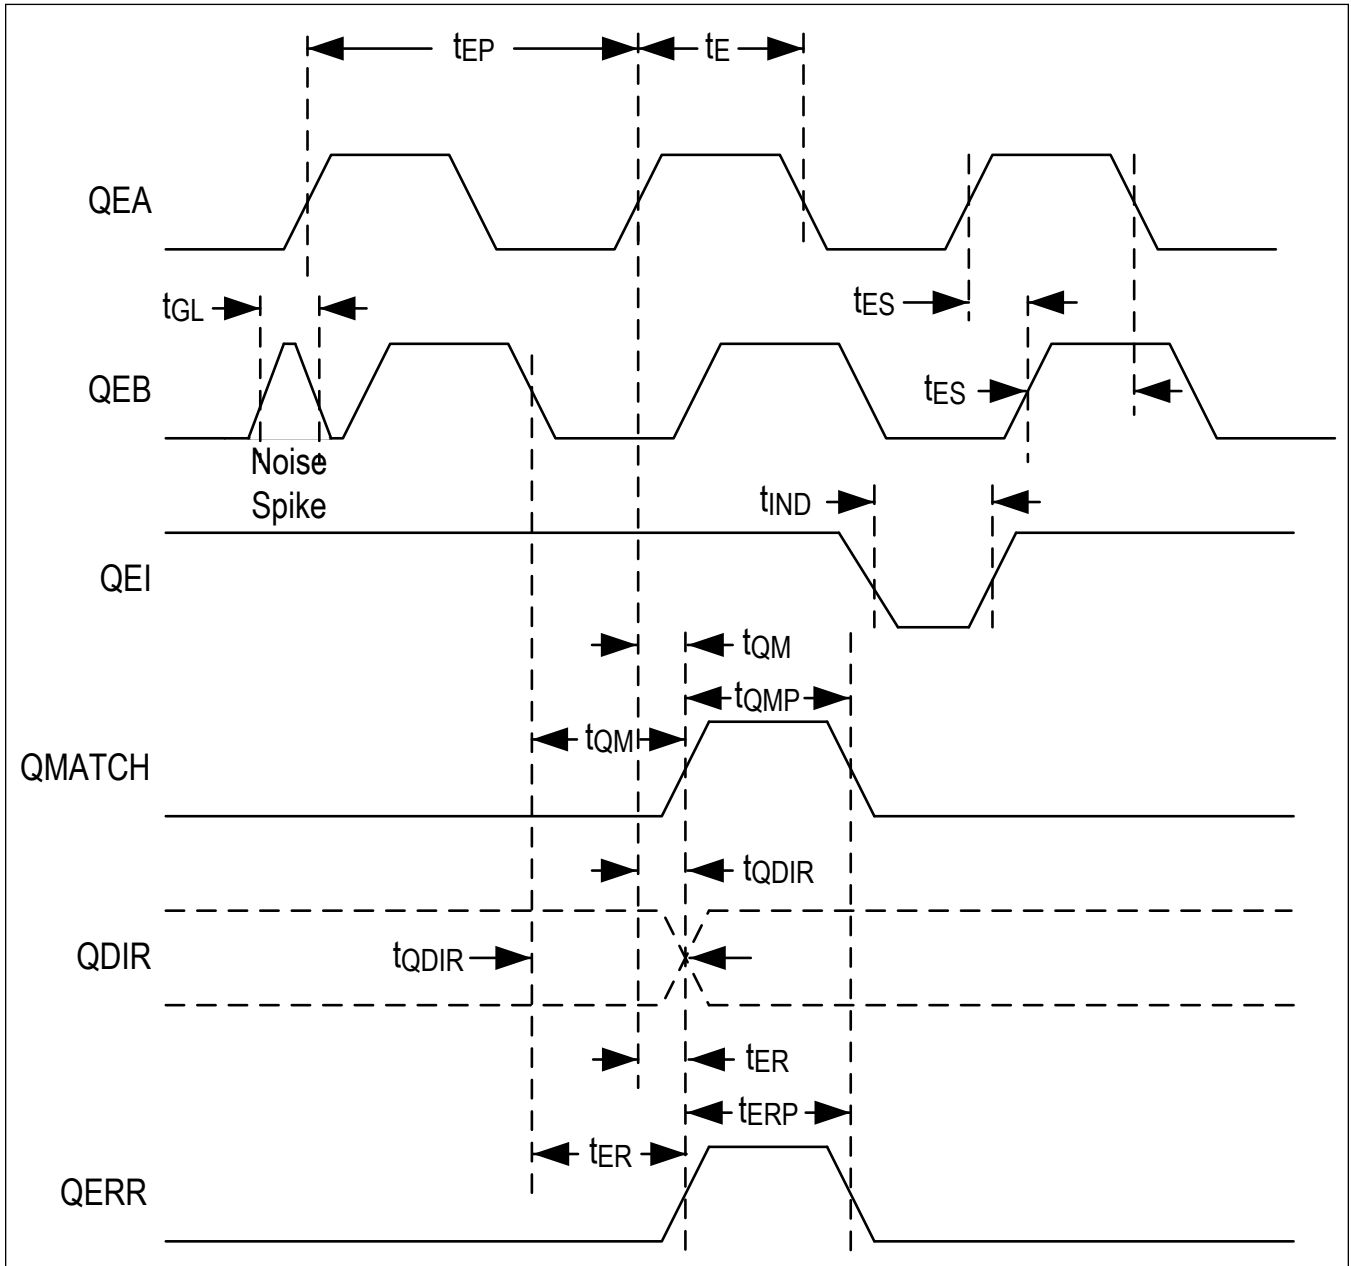 tEP
tE
QEA
tGL
tES
QEB
tES
Noise
Spike
tIND
QEI
tQM
tQMP
tQM
QMATCH
tQDIR
QDIR
tQDIR
tER
tERP
tER
QERR